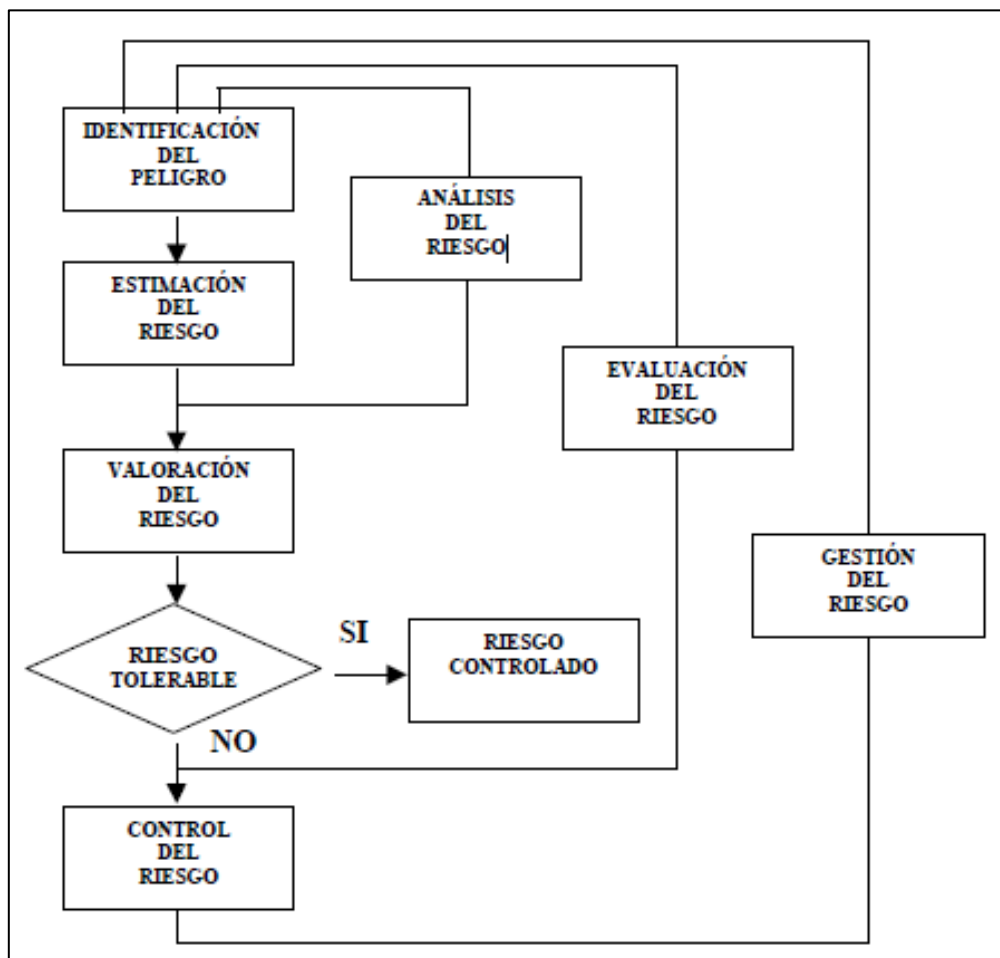 IDENTIFICACIÓN
DEL
PELIGRO
ANÁLISIS
DEL
RIESGO
ESTIMACIÓN
DEL
RIESGO
EVALUACIÓN
DEL
RIESGO
VALORACIÓN
DEL
RIESGO
GESTIÓN
DEL
RIESGO
RIESGO
TOLERABLE
SI
RIESGO
CONTROLADO
NO
CONTROL
DEL
RIESGO